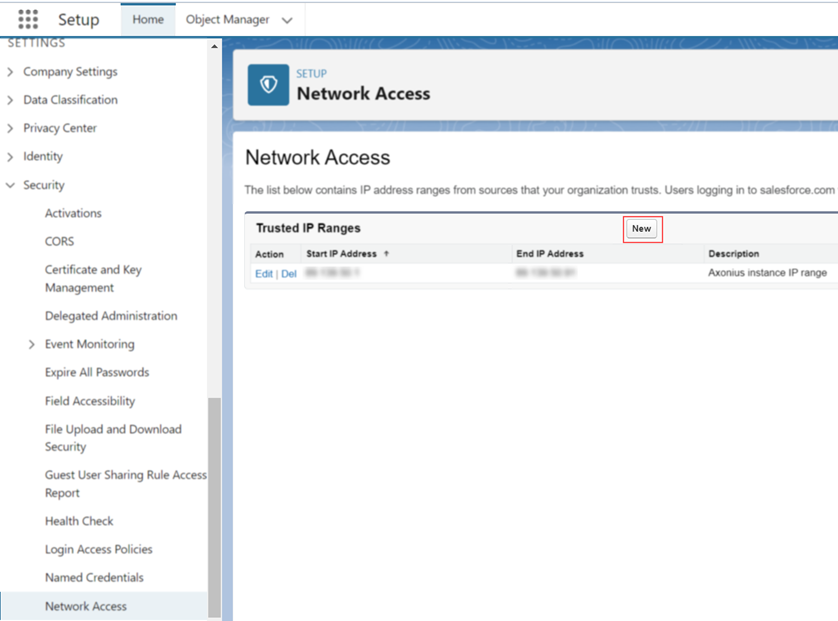 Setup
Home
Object Manager
SETTINGS
Company Settings
Data Classification
Privacy Center
Identity
Security
Activations
CORS
Certificate and Key
Management
Delegated Administration
Event Monitoring
Expire All Passwords
Field Accessibility
File Upload and Download
Security
Guest User Sharing Rule Access
Report
Health Check
Login Access Policies
Named Credentials
Network Access
SETUP
Network Access
Network Access
The list below contains IP address ranges from sources that your organization trusts. Users logging in to salesforce.com
Trusted IP Ranges
New
Action Start IP Address ↑ End IP Address Description
Edit | Del Axonius instance IP range